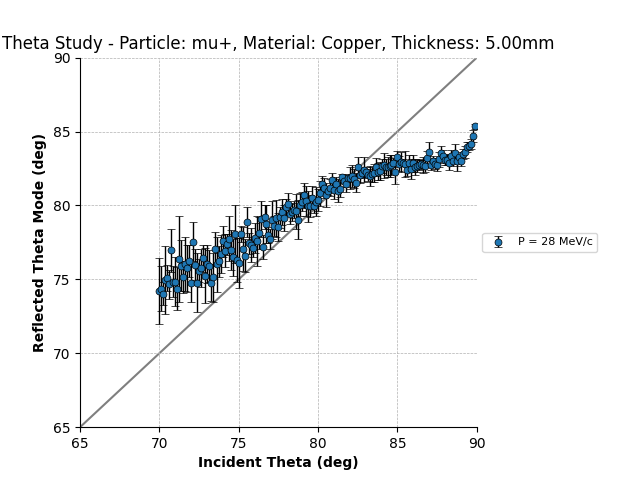 Theta Study - Particle: mu+, Material: Copper, Thickness: 5.00mm
90
85
80
75
70
65
Reflected Theta Mode (deg)
65 70 75 80 85 90
Incident Theta (deg)
P = 28 MeV/c